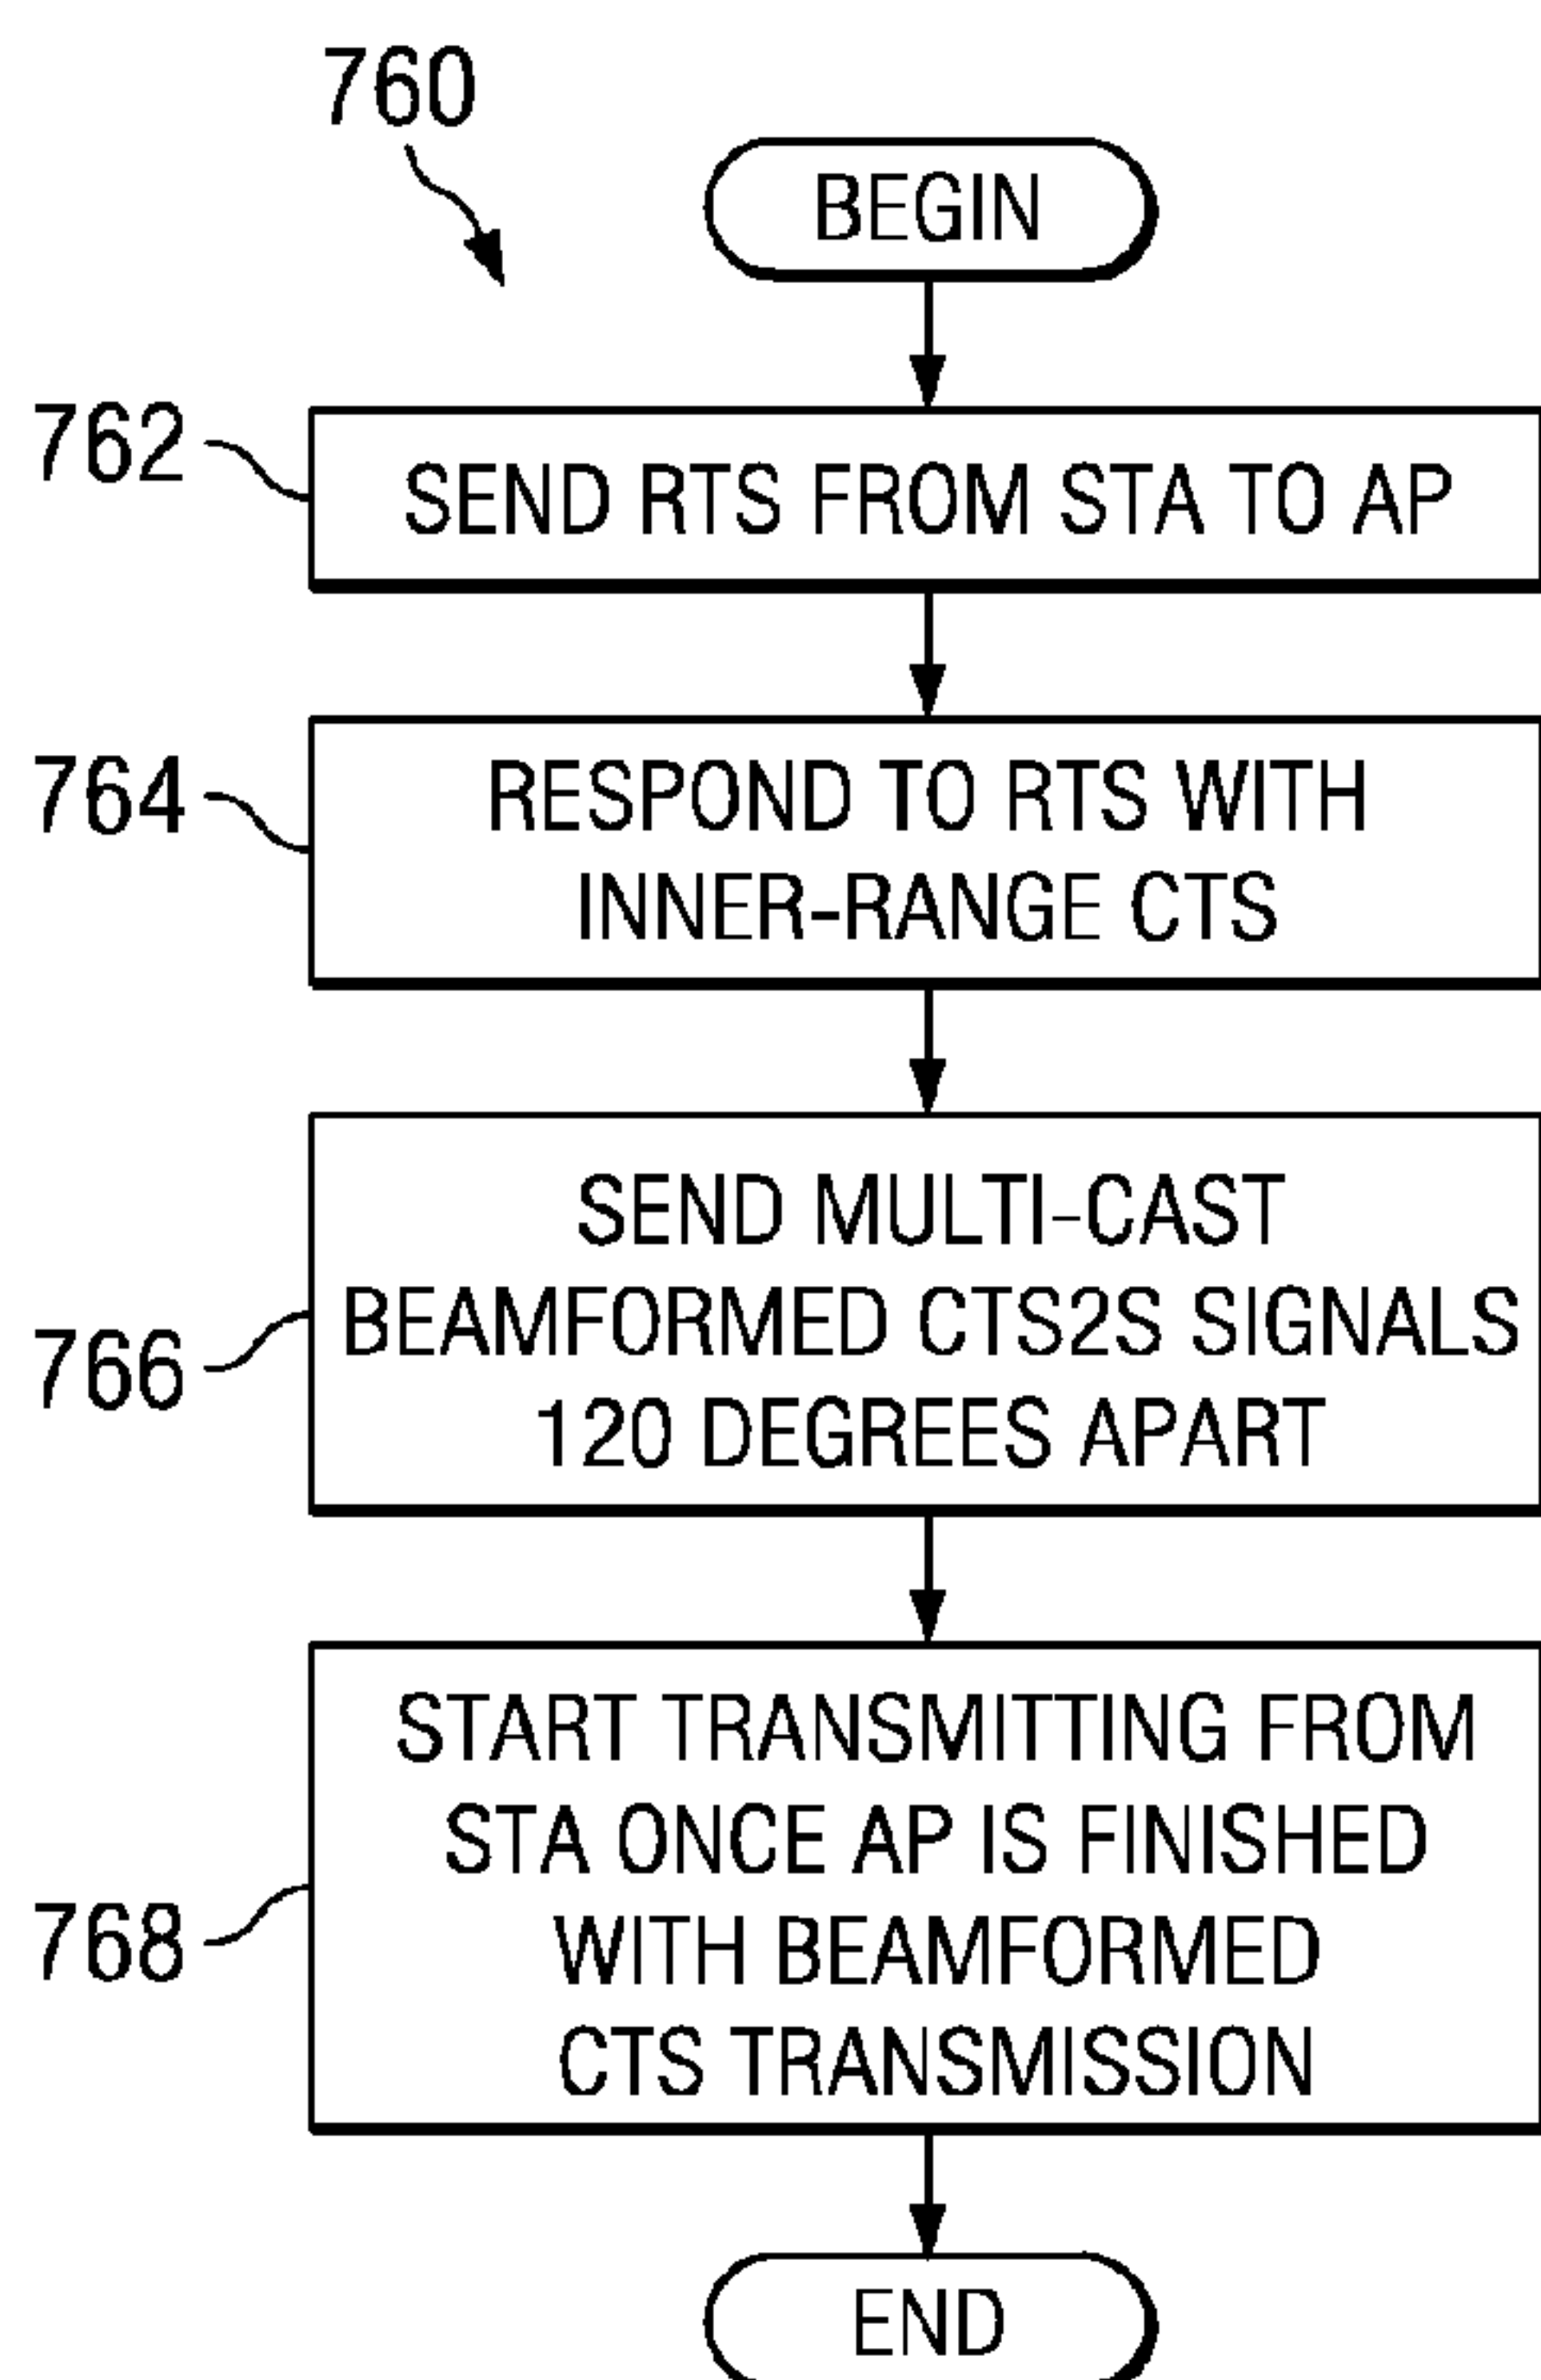 760
BEGIN
762
SEND RTS FROM STA TO AP
764
RESPOND TO RTS WITH
INNER-RANGE CTS
766
SEND MULTI-CAST
BEAMFORMED CTS2S SIGNALS
120 DEGREES APART
768
START TRANSMITTING FROM
STA ONCE AP IS FINISHED
WITH BEAMFORMED
CTS TRANSMISSION
END